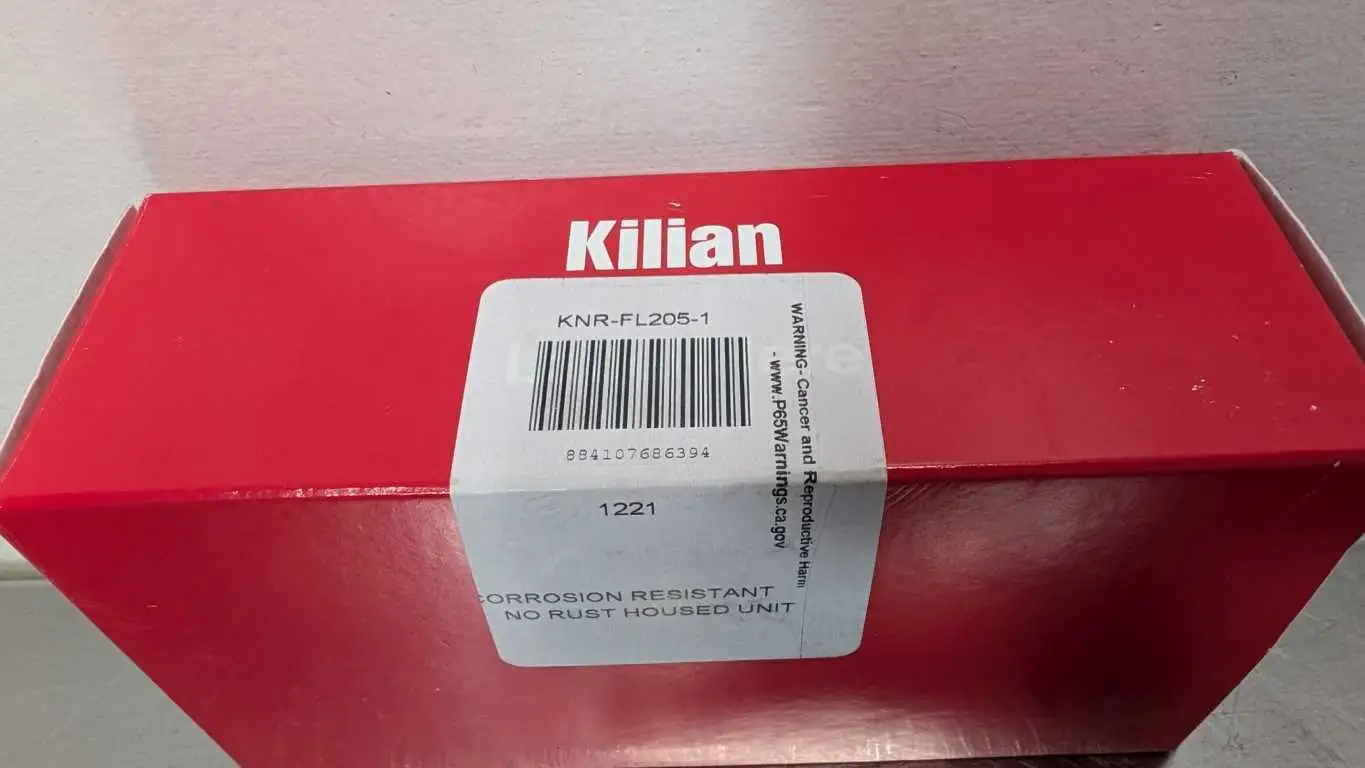 Kilian
KNR-FL205-1
884107686394
1221
CORROSION RESISTANT
NO RUST HOUSED UNIT
WARNING- Cancer and Reproductive Harm
- www.P65Warnings.ca.gov